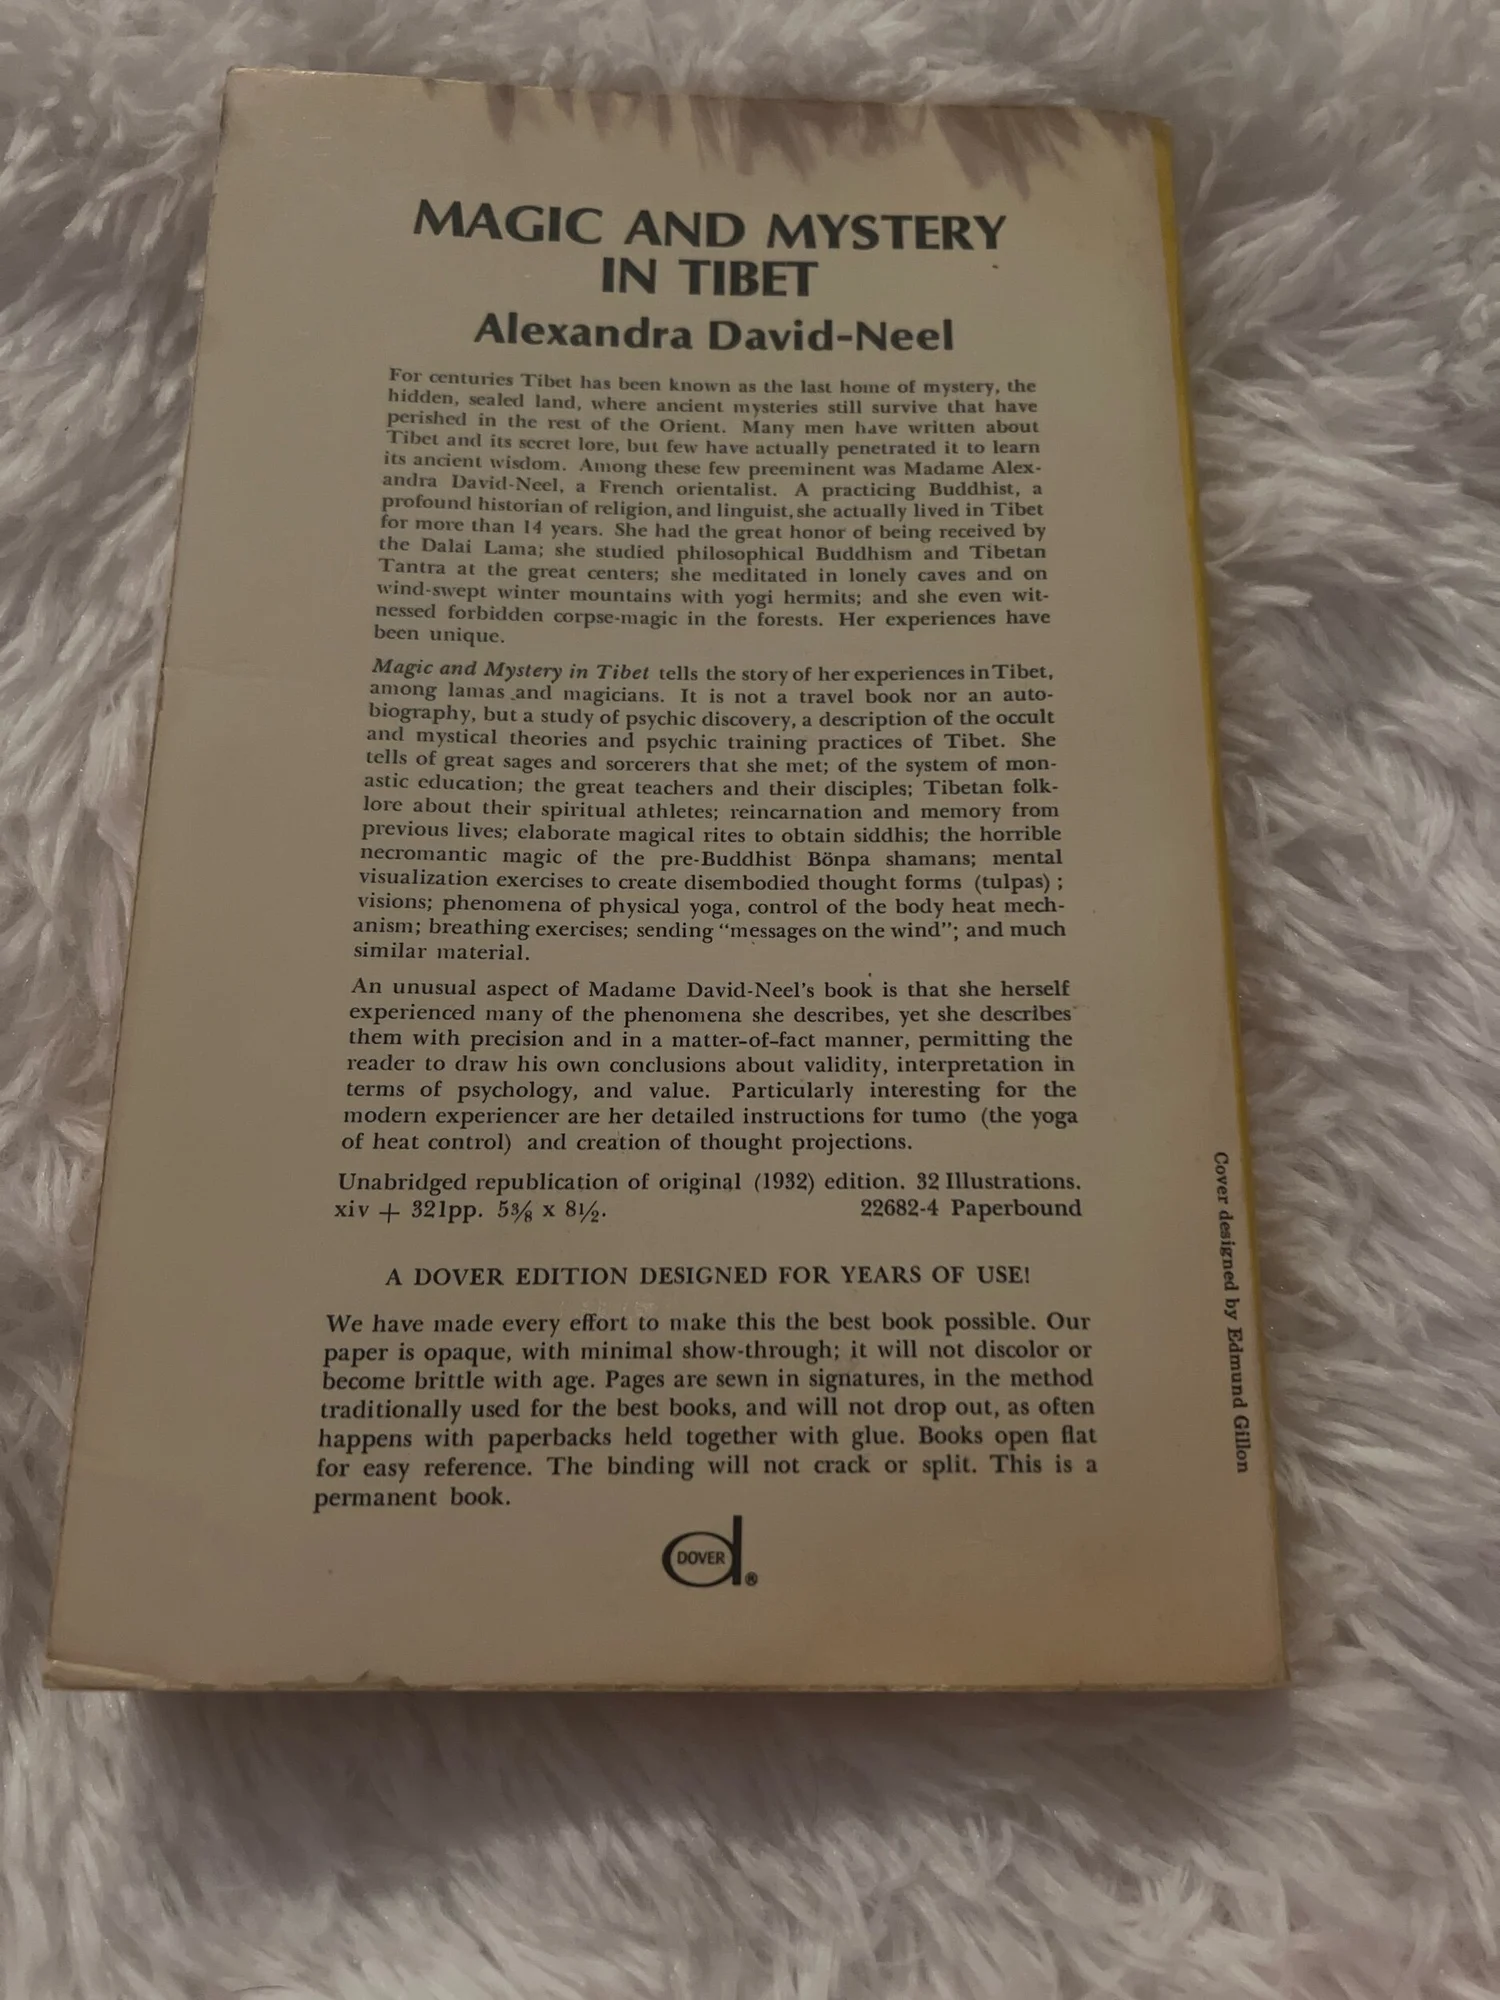 MAGIC AND MYSTERY
IN TIBET
Alexandra David-Neel
For centuries Tibet has been known as the last home of mystery, the
hidden, sealed land, where ancient mysteries still survive that have
perished in the rest of the Orient. Many men have written about
Tibet and its secret lore, but few have actually penetrated it to learn
its ancient wisdom. Among these few preeminent was Madame Alex-
andra David-Neel, a French orientalist. A practicing Buddhist, a
profound historian of religion, and linguist, she actually lived in Tibet
for more than 14 years. She had the great honor of being received by
the Dalai Lama; she studied philosophical Buddhism and Tibetan
Tantra at the great centers; she meditated in lonely caves and on
wind-swept winter mountains with yogi hermits; and she even wit-
nessed forbidden corpse-magic in the forests. Her experiences have
been unique.
Magic and Mystery in Tibet tells the story of her experiences in Tibet,
among lamas and magicians. It is not a travel book nor an auto-
biography, but a study of psychic discovery, a description of the occult
and mystical theories and psychic training practices of Tibet. She
tells of great sages and sorcerers that she met; of the system of mon-
astic education; the great teachers and their disciples; Tibetan folk-
lore about their spiritual athletes; reincarnation and memory from
previous lives; elaborate magical rites to obtain siddhis; the horrible
necromantic magic of the pre-Buddhist Bönpa shamans; mental
visualization exercises to create disembodied thought forms (tulpas) ;
visions; phenomena of physical yoga, control of the body heat mech-
anism; breathing exercises; sending "messages on the wind"; and much
similar material.
An unusual aspect of Madame David-Neel's book is that she herself
experienced many of the phenomena she describes, yet she describes
them with precision and in a matter-of-fact manner, permitting the
reader to draw his own conclusions about validity, interpretation in
terms of psychology, and value. Particularly interesting for the
modern experiencer are her detailed instructions for tumo (the yoga
of heat control) and creation of thought projections.
Unabridged republication of original (1932) edition. 32 Illustrations.
xiv + 321pp. 5⅜ x 8½. 22682-4 Paperbound
A DOVER EDITION DESIGNED FOR YEARS OF USE!
We have made every effort to make this the best book possible. Our
paper is opaque, with minimal show-through; it will not discolor or
become brittle with age. Pages are sewn in signatures, in the method
traditionally used for the best books, and will not drop out, as often
happens with paperbacks held together with glue. Books open flat
for easy reference. The binding will not crack or split. This is a
permanent book.
DOVER ®
Cover designed by Edmund Gillon